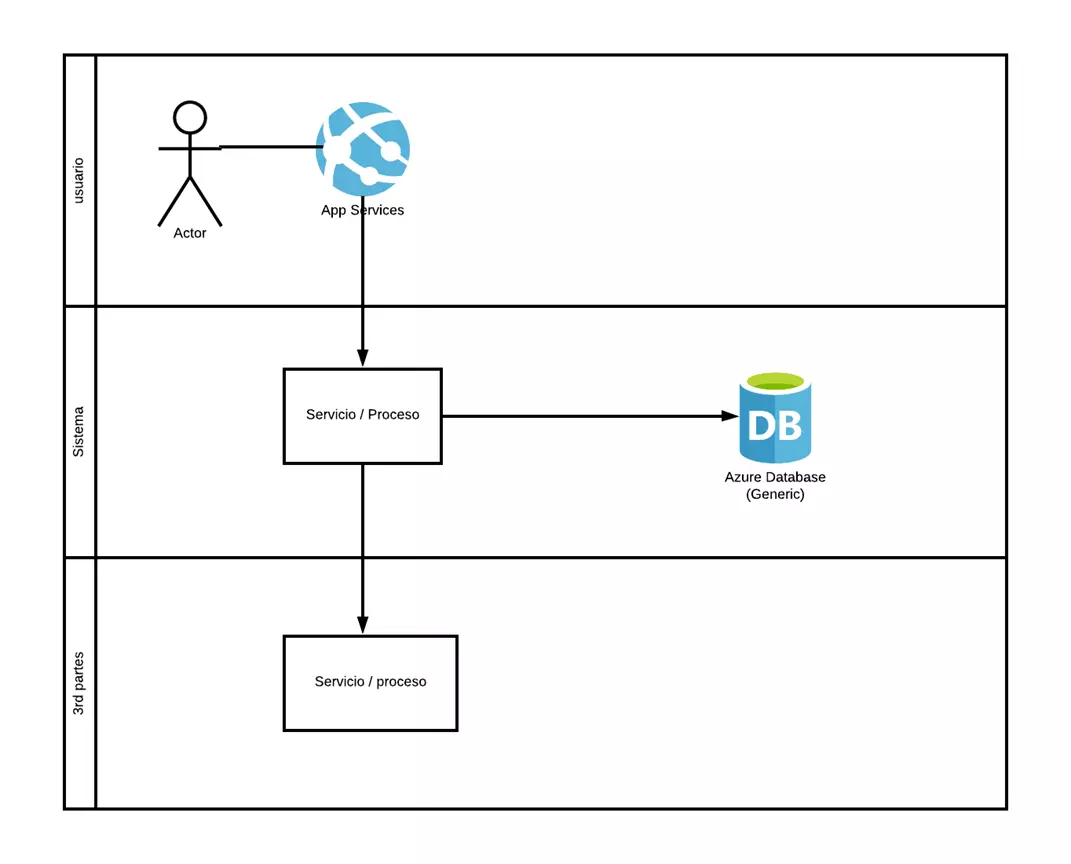 usuario
Actor
App Services
Sistema
Servicio / Proceso
DB
Azure Database
(Generic)
3rd partes
Servicio / proceso